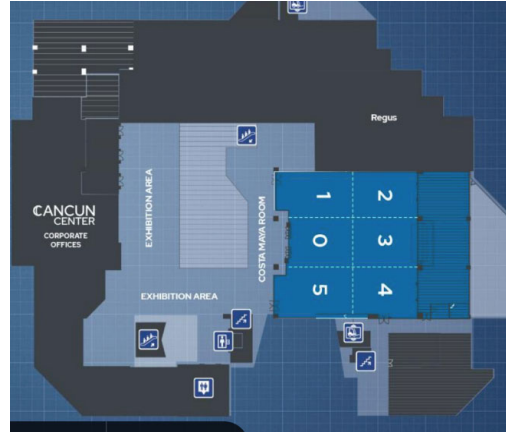 Regus
CANCUN
CENTER
CORPORATE
OFFICES
EXHIBITION AREA
EXHIBITION AREA
COSTA MAYA ROOM
1
2
0
3
5
4